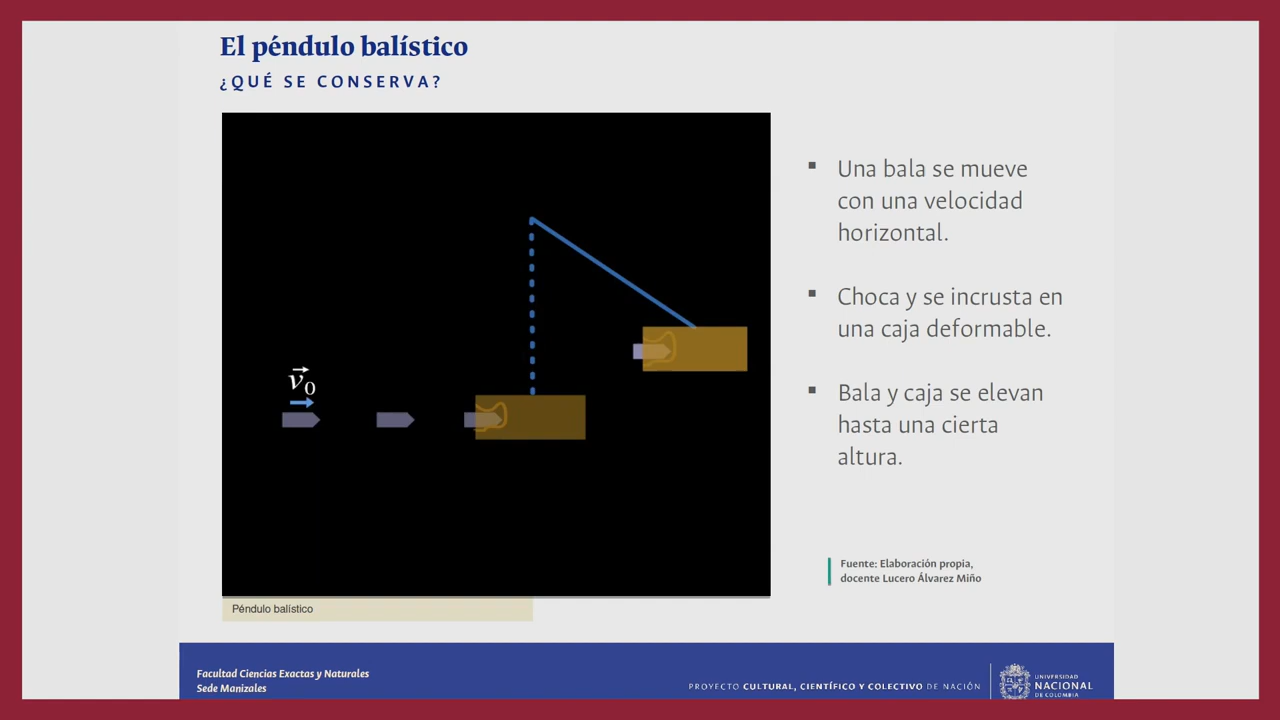 El péndulo balístico
¿QUÉ SE CONSERVA?
v₀
Péndulo balístico
Una bala se mueve
con una velocidad
horizontal.
Choca y se incrusta en
una caja deformable.
Bala y caja se elevan
hasta una cierta
altura.
Fuente: Elaboración propia,
docente Lucero Álvarez Miño
Facultad Ciencias Exactas y Naturales
Sede Manizales
PROYECTO CULTURAL, CIENTÍFICO Y COLECTIVO DE NACIÓN
UNIVERSIDAD
NACIONAL
DE COLOMBIA